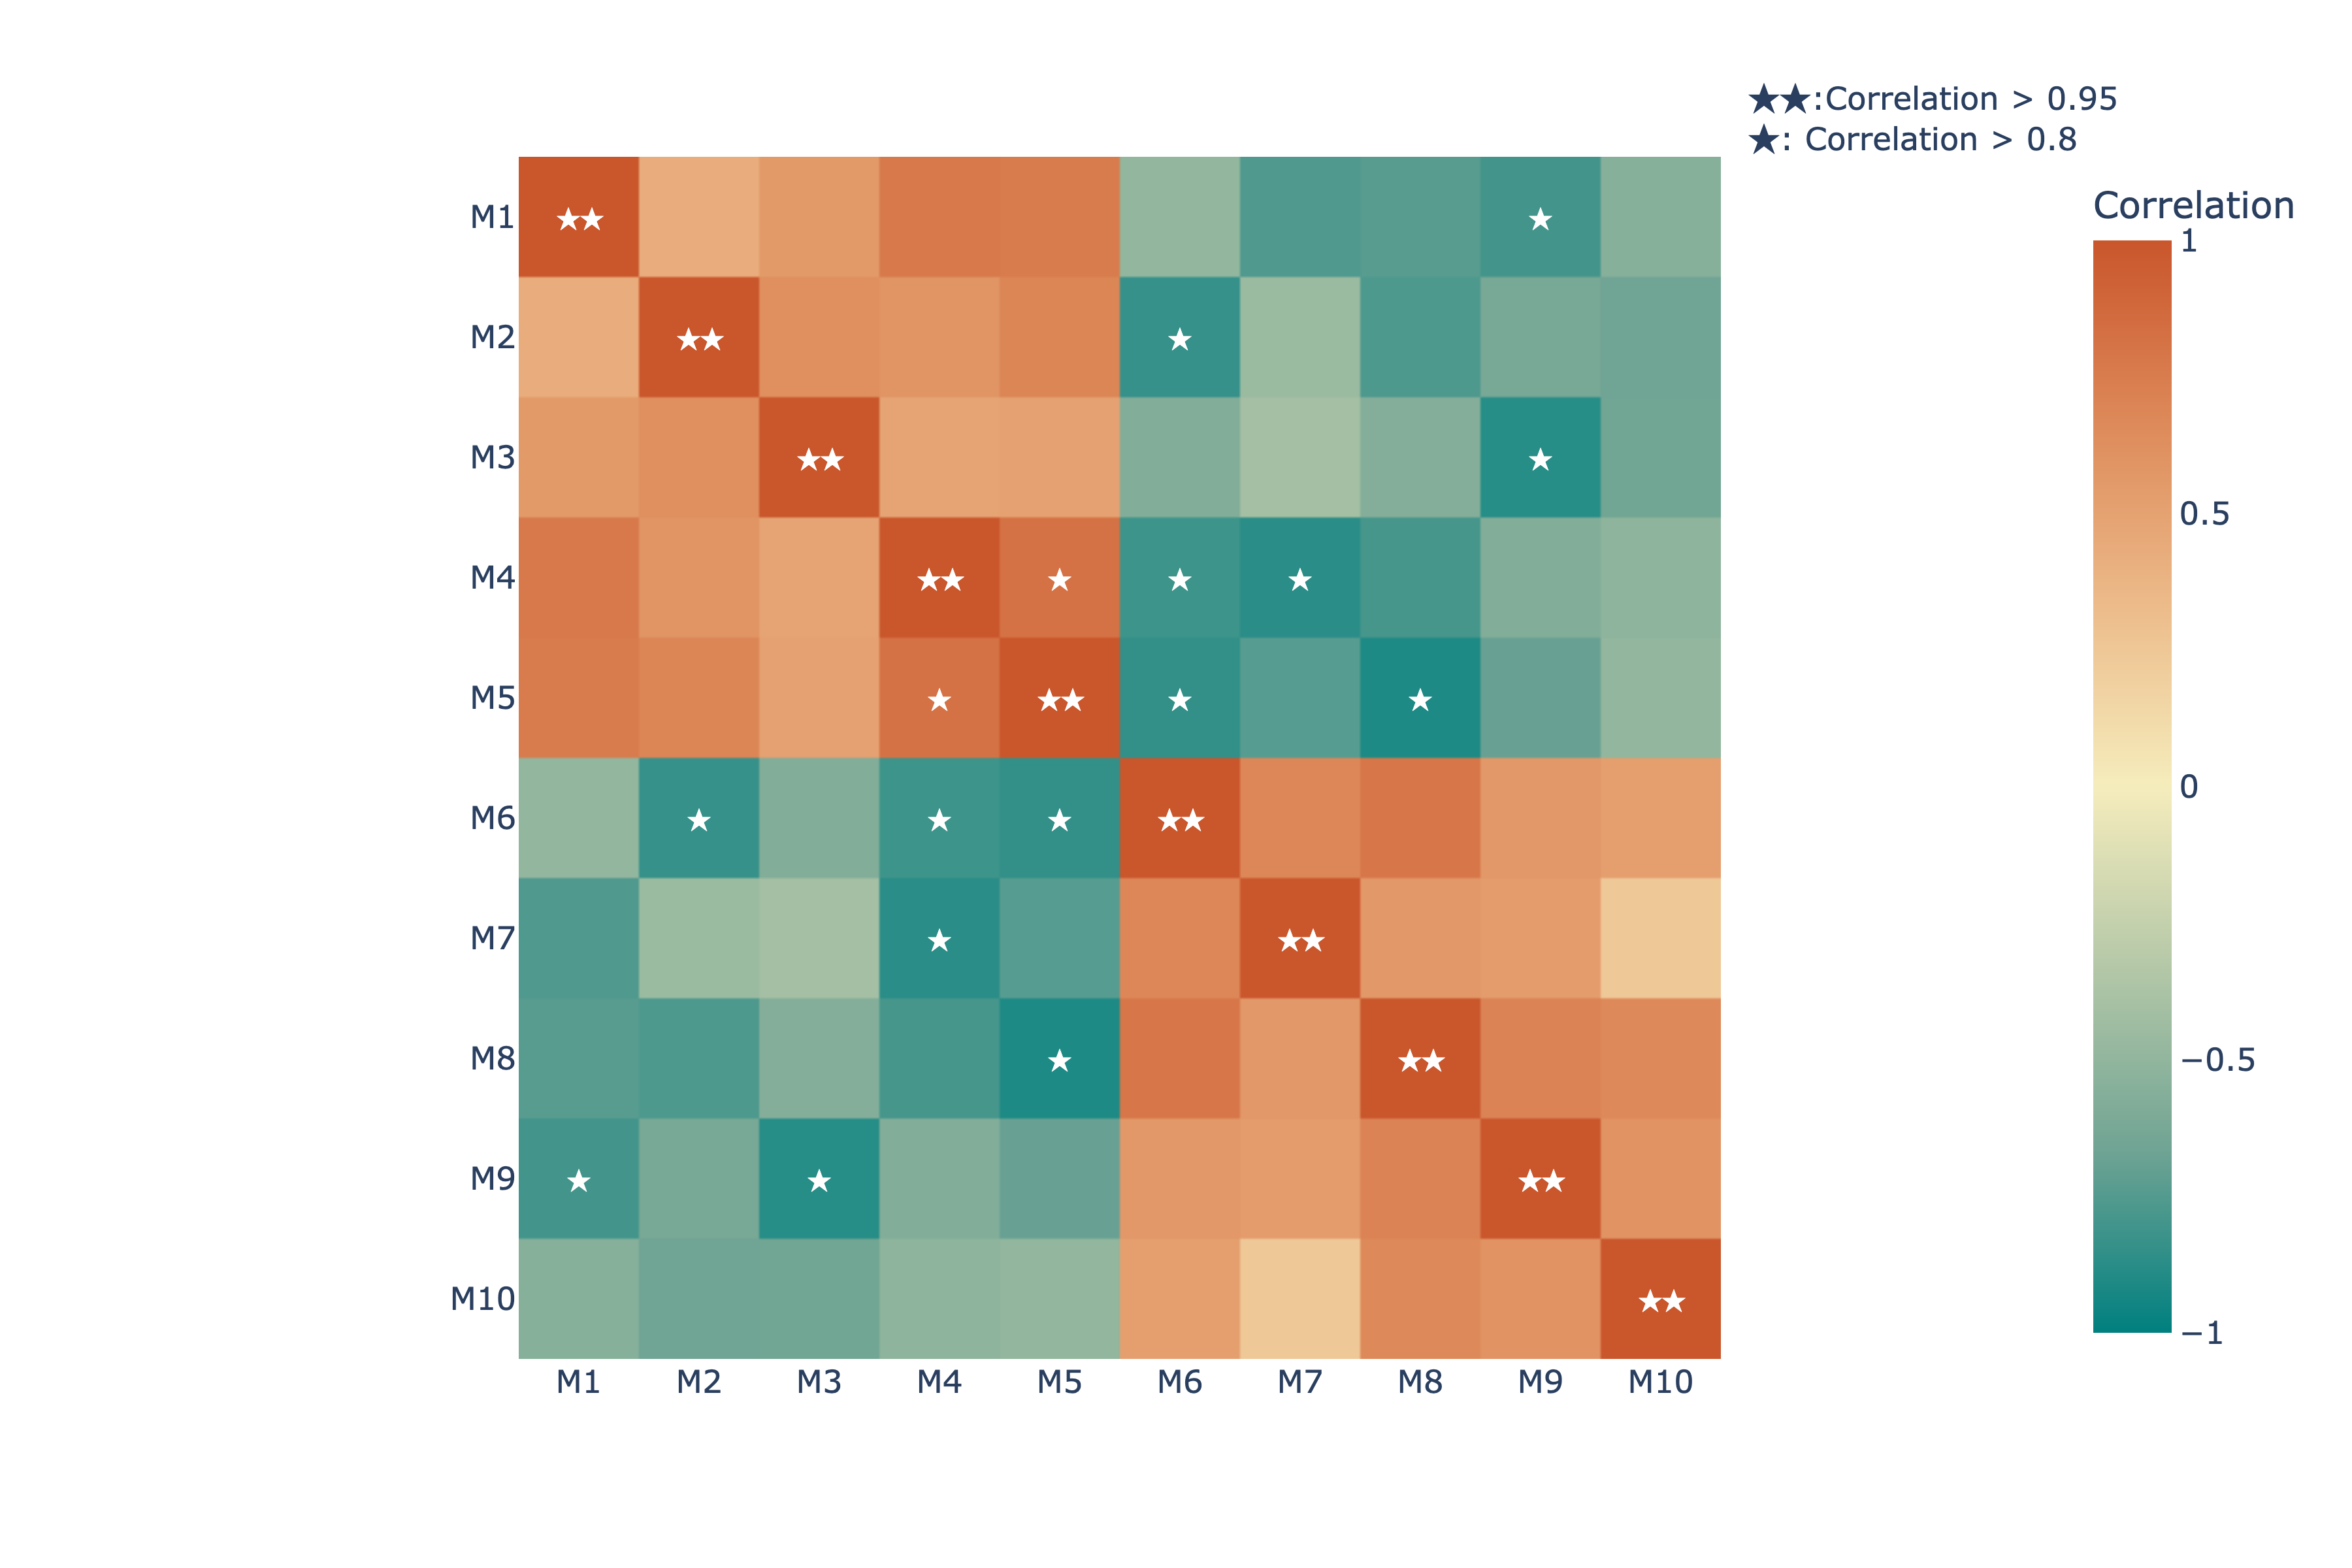 ★★:Correlation > 0.95
★: Correlation > 0.8
Correlation
1
0.5
0
−0.5
−1
M1 ★★ ★
M2 ★★ ★
M3 ★★ ★
M4 ★★ ★ ★ ★
M5 ★ ★★ ★ ★
M6 ★ ★ ★ ★★
M7 ★ ★★
M8 ★ ★★
M9 ★ ★ ★★
M10 ★★
M1 M2 M3 M4 M5 M6 M7 M8 M9 M10